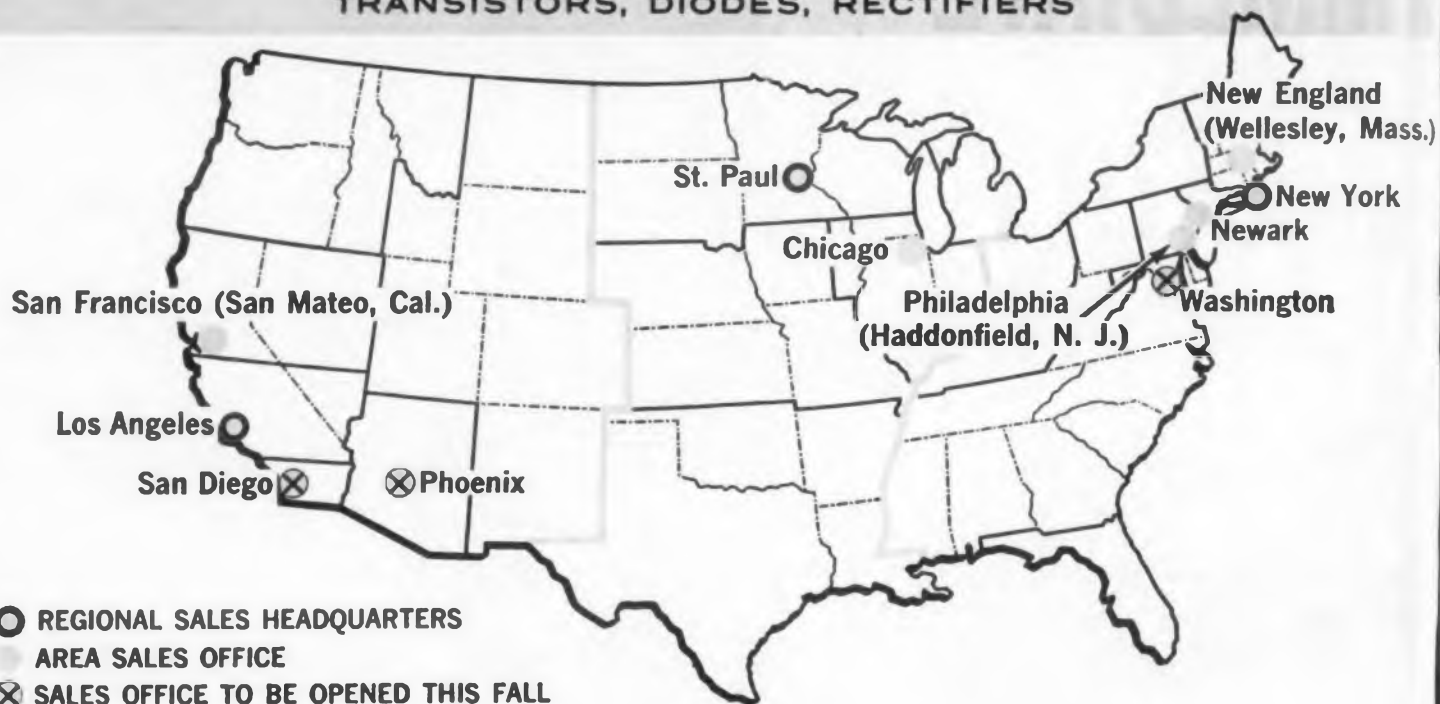 TRANSISTORS, DIODES, RECTIFIERS
New England
(Wellesley, Mass.)
St. Paul
New York
Newark
Chicago
San Francisco (San Mateo, Cal.)
Philadelphia
(Haddonfield, N. J.)
Washington
Los Angeles
San Diego
Phoenix
REGIONAL SALES HEADQUARTERS
AREA SALES OFFICE
SALES OFFICE TO BE OPENED THIS FALL